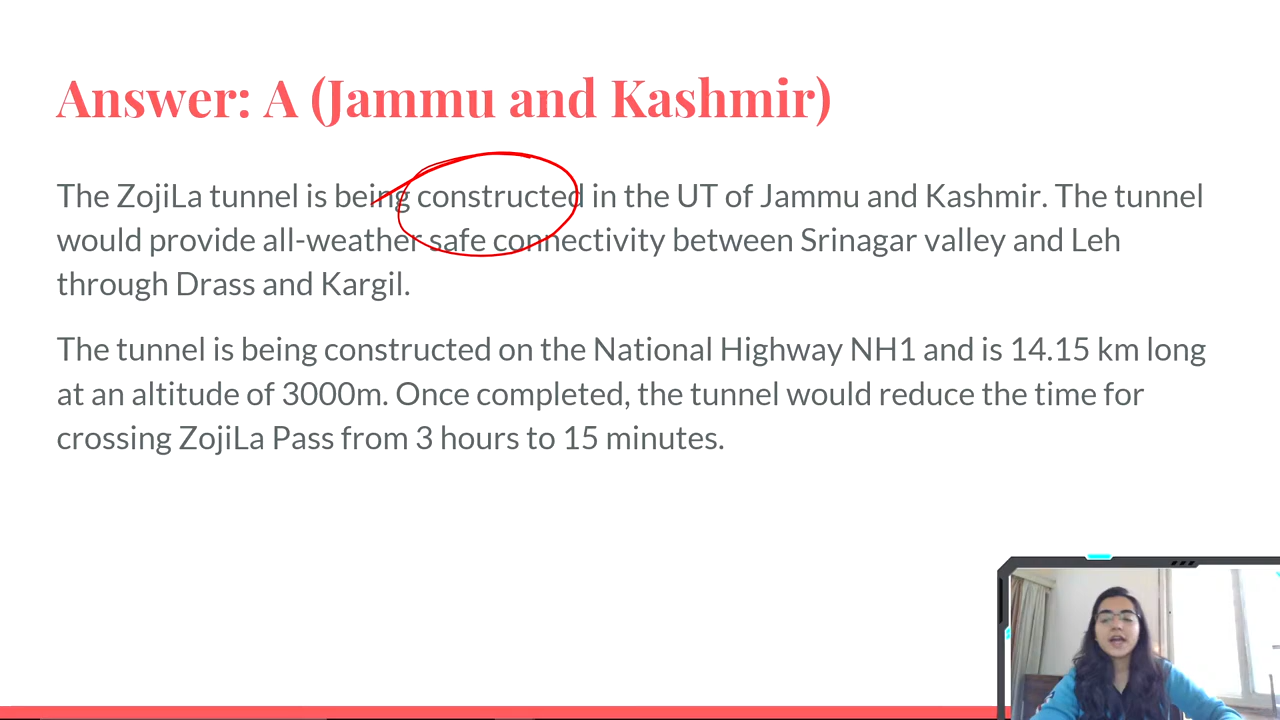 Answer: A (Jammu and Kashmir)
The ZojiLa tunnel is being constructed in the UT of Jammu and Kashmir. The tunnel
would provide all-weather safe connectivity between Srinagar valley and Leh
through Drass and Kargil.
The tunnel is being constructed on the National Highway NH1 and is 14.15 km long
at an altitude of 3000m. Once completed, the tunnel would reduce the time for
crossing ZojiLa Pass from 3 hours to 15 minutes.